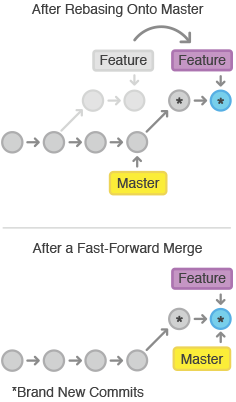 After Rebasing Onto Master
Feature
Feature
*
*
Master
After a Fast-Forward Merge
Feature
*
*
Master
*Brand New Commits